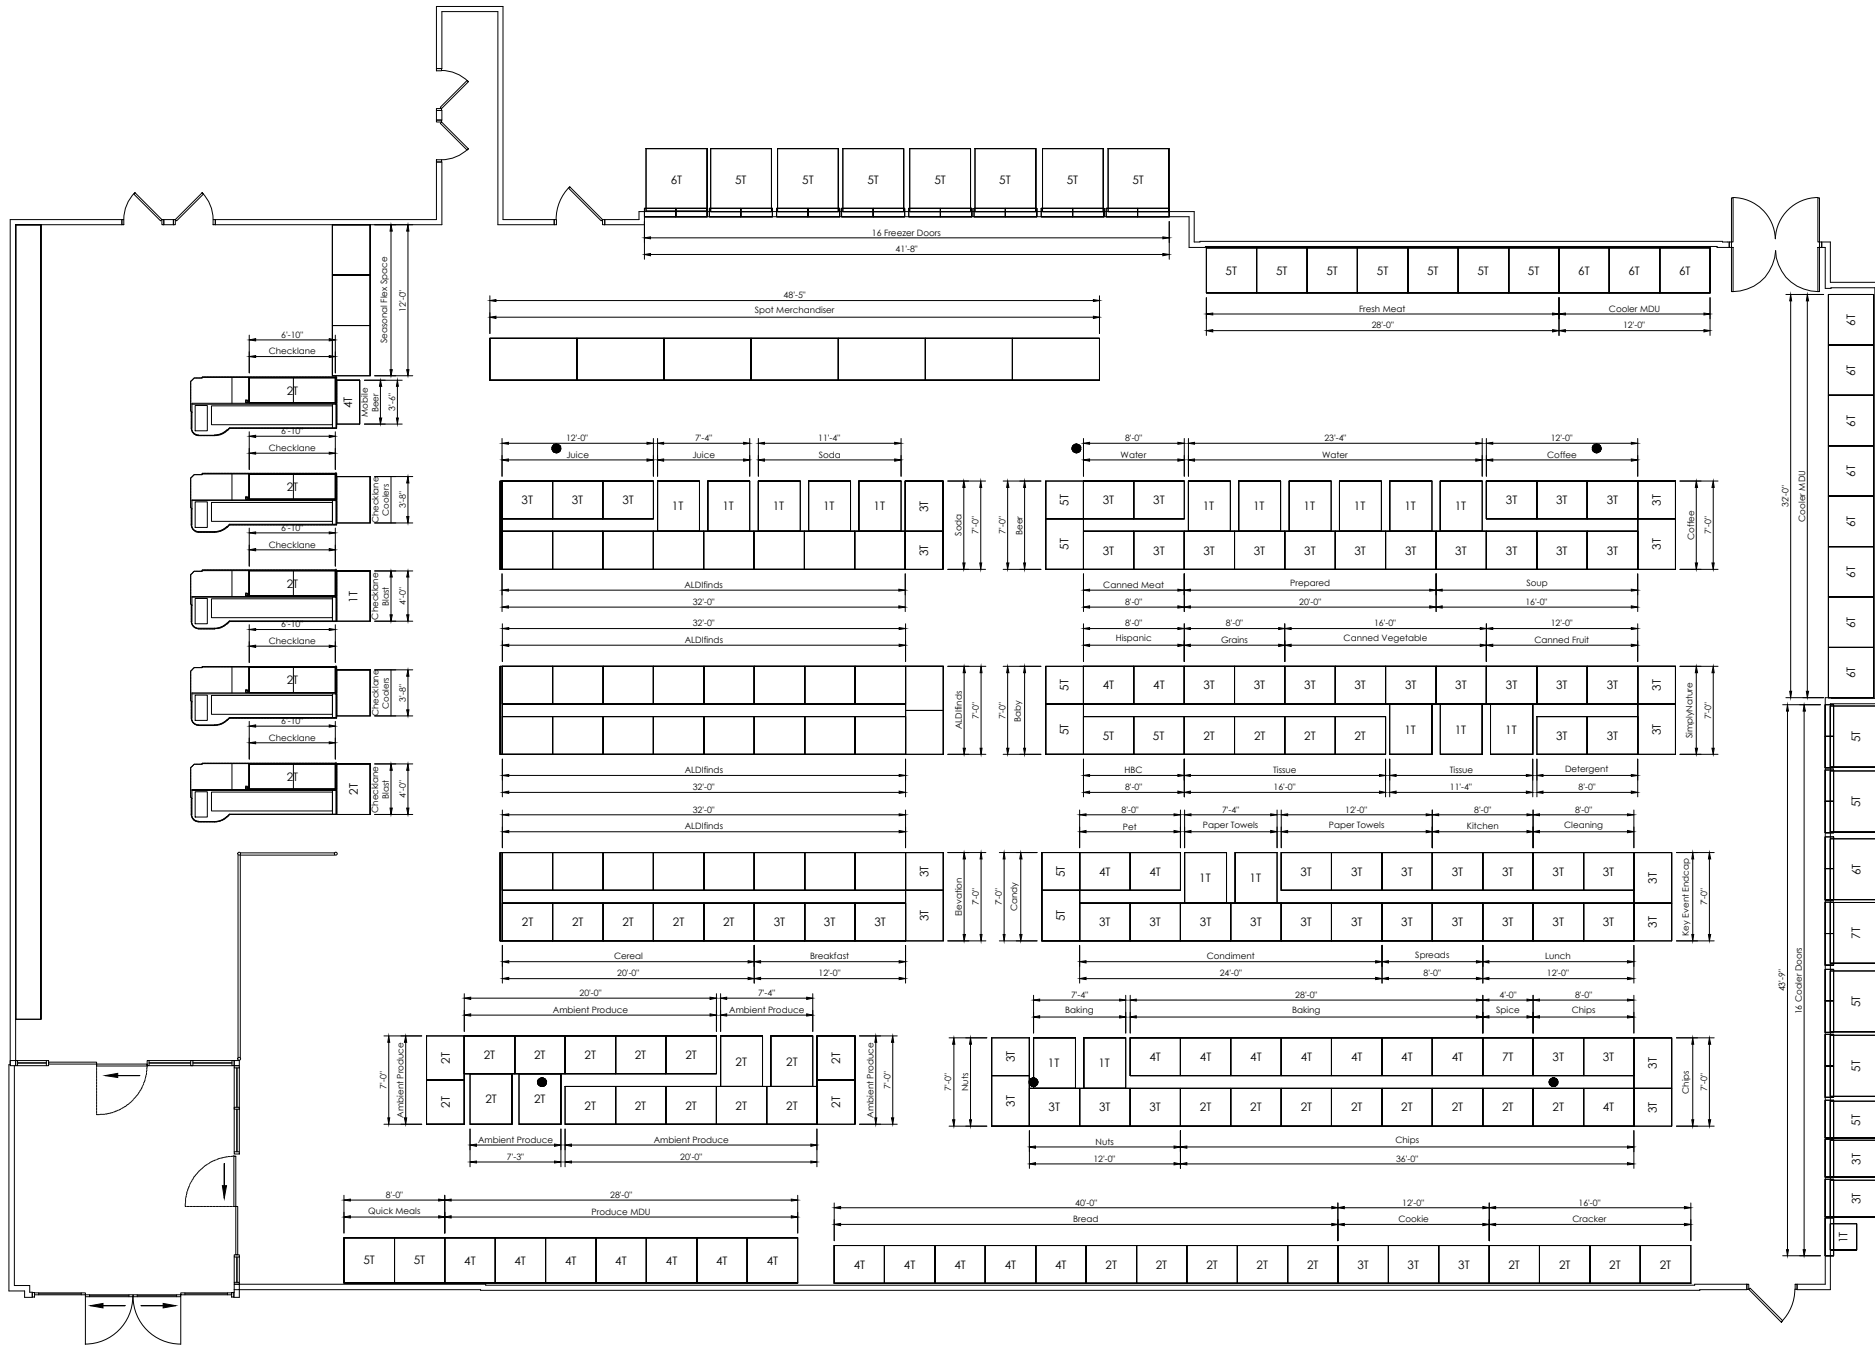 6T 5T 5T 5T 5T 5T 5T 5T
16 Freezer Doors
41'-8"
5T 5T 5T 5T 5T 5T 5T 6T 6T 6T
Fresh Meat Cooler MDU
28'-0" 12'-0"
48'-5"
Spot Merchandiser
Seasonal Flex Space
12'-0"
6'-10"
Checklane
2T
4T
Mobile Beer
3'-6"
6'-10"
Checklane
2T
Checklane Coolers
3'-8"
6'-10"
Checklane
2T
1T
Checklane Blast
4'-0"
6'-10"
Checklane
2T
Checklane Coolers
3'-8"
6'-10"
Checklane
2T
2T
Checklane Blast
4'-0"
12'-0" 7'-4" 11'-4"
Juice Juice Soda
3T 3T 3T 1T 1T 1T 1T 1T 3T
3T
Soda
7'-0"
ALDIfinds
32'-0"
8'-0" 23'-4" 12'-0"
Water Water Coffee
7'-0"
Beer
5T 3T 3T 1T 1T 1T 1T 1T 1T 3T 3T 3T 3T
5T 3T 3T 3T 3T 3T 3T 3T 3T 3T 3T 3T 3T
Coffee
7'-0"
Canned Meat Prepared Soup
8'-0" 20'-0" 16'-0"
32'-0"
ALDIfinds
ALDIfinds
7'-0"
ALDIfinds
32'-0"
8'-0" 8'-0" 16'-0" 12'-0"
Hispanic Grains Canned Vegetable Canned Fruit
7'-0"
Baby
5T 4T 4T 3T 3T 3T 3T 3T 3T 3T 3T 3T 3T
5T 5T 5T 2T 2T 2T 2T 1T 1T 1T 3T 3T 3T
SimplyNature
7'-0"
HBC Tissue Tissue Detergent
8'-0" 16'-0" 11'-4" 8'-0"
32'-0"
ALDIfinds
3T
2T 2T 2T 2T 2T 3T 3T 3T 3T
Elevation
7'-0"
Cereal Breakfast
20'-0" 12'-0"
8'-0" 7'-4" 12'-0" 8'-0" 8'-0"
Pet Paper Towels Paper Towels Kitchen Cleaning
7'-0"
Candy
5T 4T 4T 1T 1T 3T 3T 3T 3T 3T 3T 3T 3T
5T 3T 3T 3T 3T 3T 3T 3T 3T 3T 3T 3T 3T
Key Event Endcap
7'-0"
Condiment Spreads Lunch
24'-0" 8'-0" 12'-0"
20'-0" 7'-4"
Ambient Produce Ambient Produce
7'-0"
Ambient Produce
2T 2T 2T 2T 2T 2T 2T 2T 2T
2T 2T 2T 2T 2T 2T 2T 2T 2T
Ambient Produce
7'-0"
Ambient Produce Ambient Produce
7'-3" 20'-0"
7'-4" 28'-0" 4'-0" 8'-0"
Baking Baking Spice Chips
7'-0"
Nuts
3T 1T 1T 4T 4T 4T 4T 4T 4T 4T 7T 3T 3T 3T
3T 3T 3T 3T 2T 2T 2T 2T 2T 2T 2T 2T 4T 3T
Chips
7'-0"
Nuts Chips
12'-0" 36'-0"
8'-0" 28'-0"
Quick Meals Produce MDU
5T 5T 4T 4T 4T 4T 4T 4T 4T
40'-0" 12'-0" 16'-0"
Bread Cookie Cracker
4T 4T 4T 4T 4T 2T 2T 2T 2T 2T 3T 3T 3T 2T 2T 2T 2T
32'-0"
Cooler MDU
6T
6T
6T
6T
6T
6T
6T
6T
43'-9"
16 Cooler Doors
5T
5T
6T
7T
5T
5T
5T
3T
3T
1T